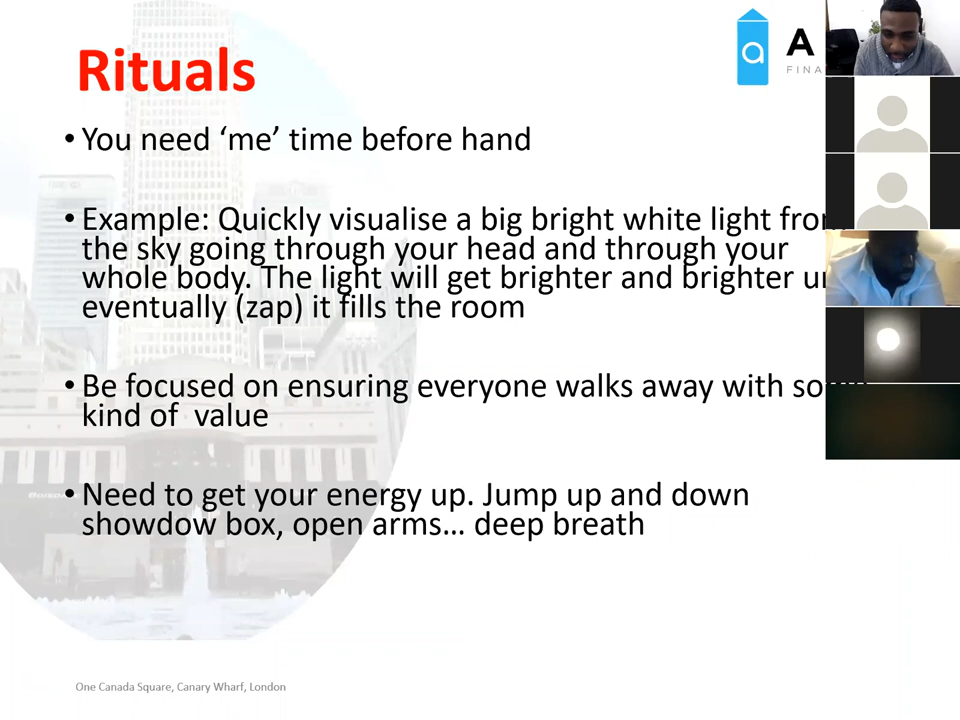 Rituals
a
A
FINA
• You need ‘me’ time before hand
• Example: Quickly visualise a big bright white light from
the sky going through your head and through your
whole body. The light will get brighter and brighter
eventually (zap) it fills the room
• Be focused on ensuring everyone walks away with
kind of value
• Need to get your energy up. Jump up and down
showdow box, open arms... deep breath
One Canada Square, Canary Wharf, London